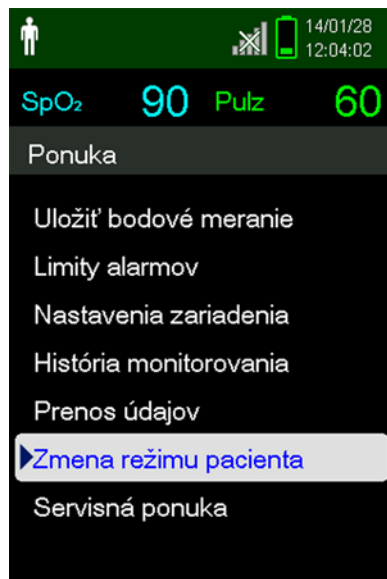 14/01/28
12:04:02
SpO₂ 90 Pulz 60
Ponuka
Uložiť bodové meranie
Limity alarmov
Nastavenia zariadenia
História monitorovania
Prenos údajov
Zmena režimu pacienta
Servisná ponuka